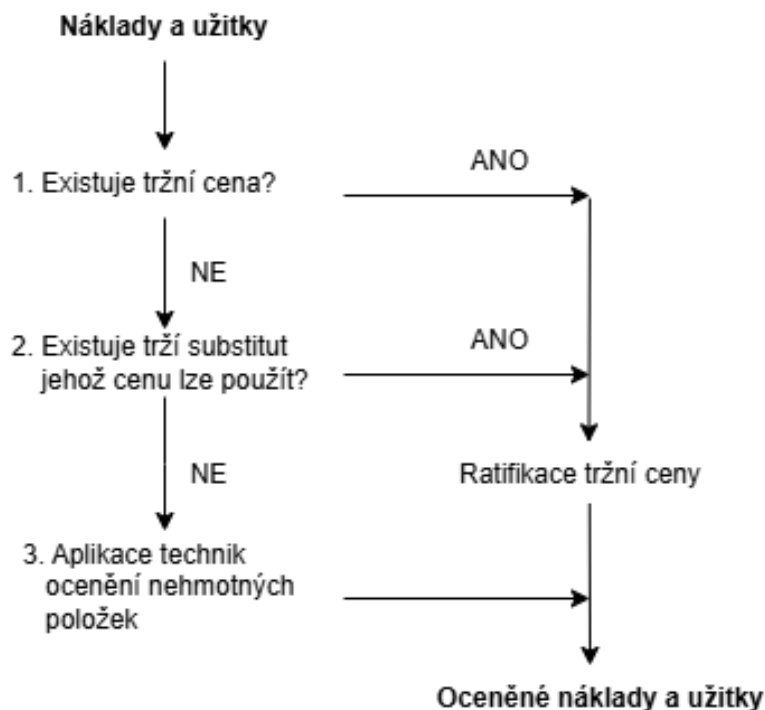 Náklady a užitky
ANO
1. Existuje tržní cena?
NE
ANO
2. Existuje trží substitut
jehož cenu lze použít?
NE
Ratifikace tržní ceny
3. Aplikace technik
ocenění nehmotných
položek
Oceněné náklady a užitky